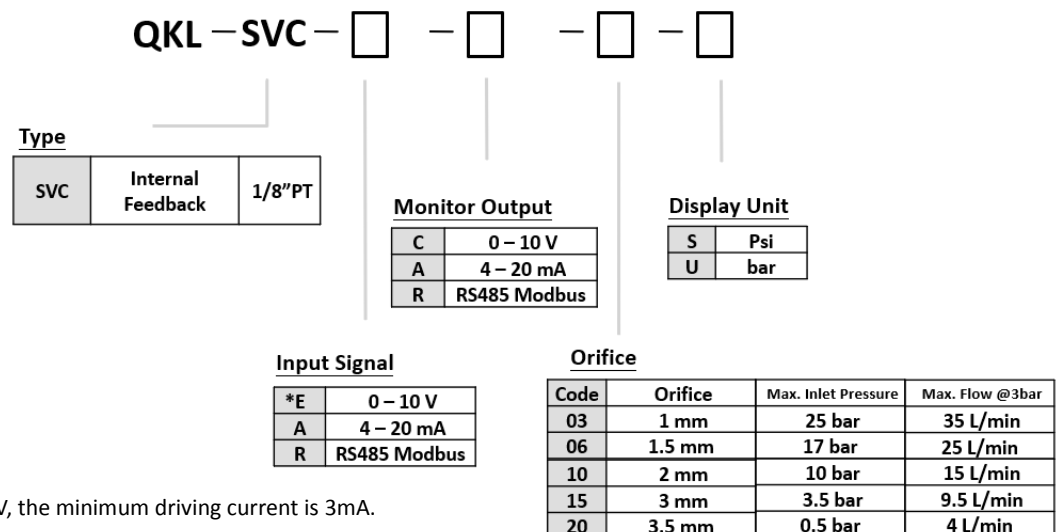 QKL – SVC – □ – □ – □ – □
Type
SVC Internal Feedback 1/8”PT
Monitor Output
C 0 – 10 V
A 4 – 20 mA
R RS485 Modbus
Display Unit
S Psi
U bar
Input Signal
*E 0 – 10 V
A 4 – 20 mA
R RS485 Modbus
Orifice
Code Orifice Max. Inlet Pressure Max. Flow @3bar
03 1 mm 25 bar 35 L/min
06 1.5 mm 17 bar 25 L/min
10 2 mm 10 bar 15 L/min
15 3 mm 3.5 bar 9.5 L/min
20 3.5 mm 0.5 bar 4 L/min
V, the minimum driving current is 3mA.